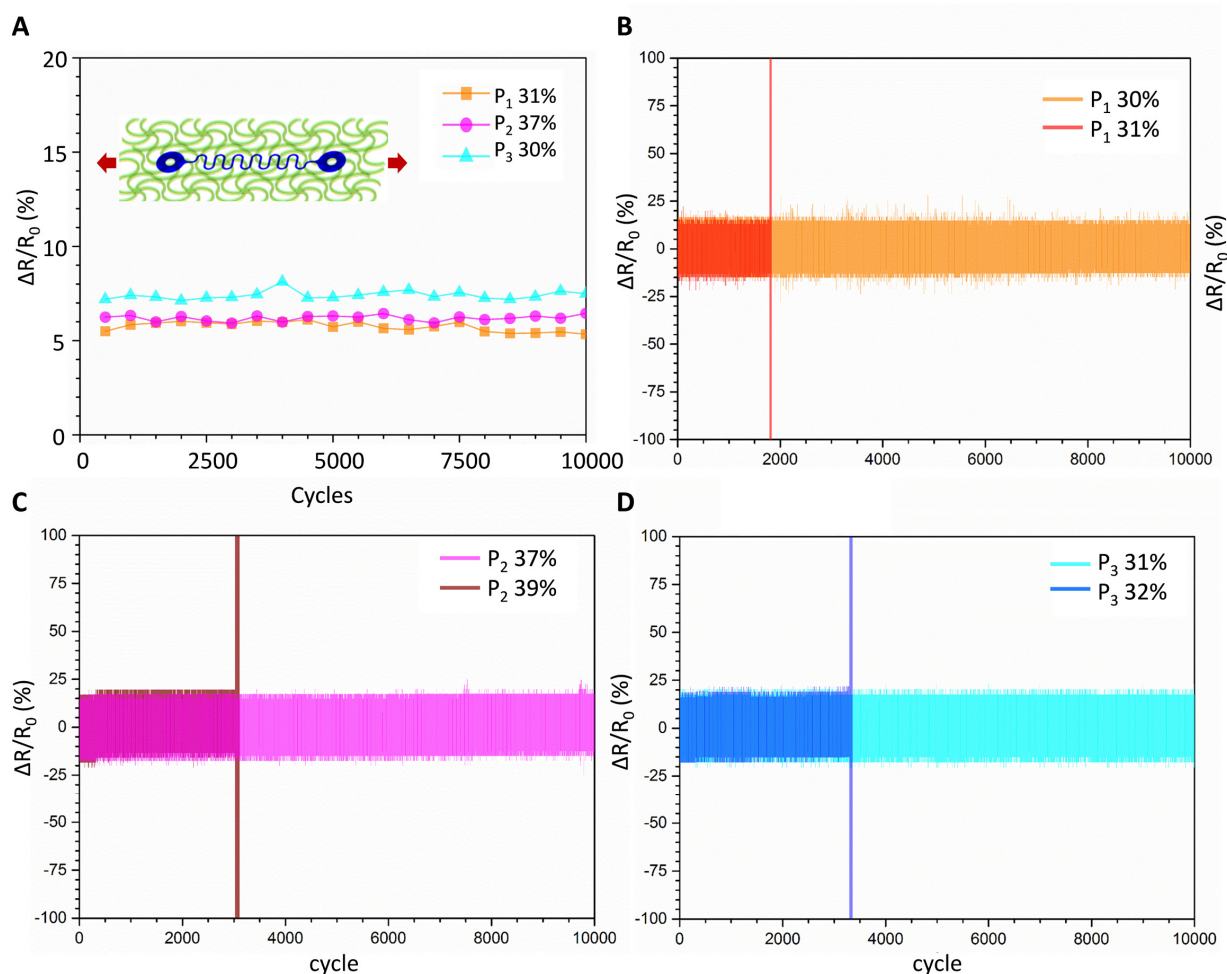 A
20
15
10
5
0
ΔR/R0 (%)
P1 31%
P2 37%
P3 30%
0 2500 5000 7500 10000
Cycles
B
100
75
50
25
0
-25
-50
-75
-100
ΔR/R0 (%)
P1 30%
P1 31%
0 2000 4000 6000 8000 10000
ΔR/R0 (%)
C
100
75
50
25
0
-25
-50
-75
-100
ΔR/R0 (%)
P2 37%
P2 39%
0 2000 4000 6000 8000 10000
cycle
D
100
75
50
25
0
-25
-50
-75
-100
ΔR/R0 (%)
P3 31%
P3 32%
0 2000 4000 6000 8000 10000
cycle